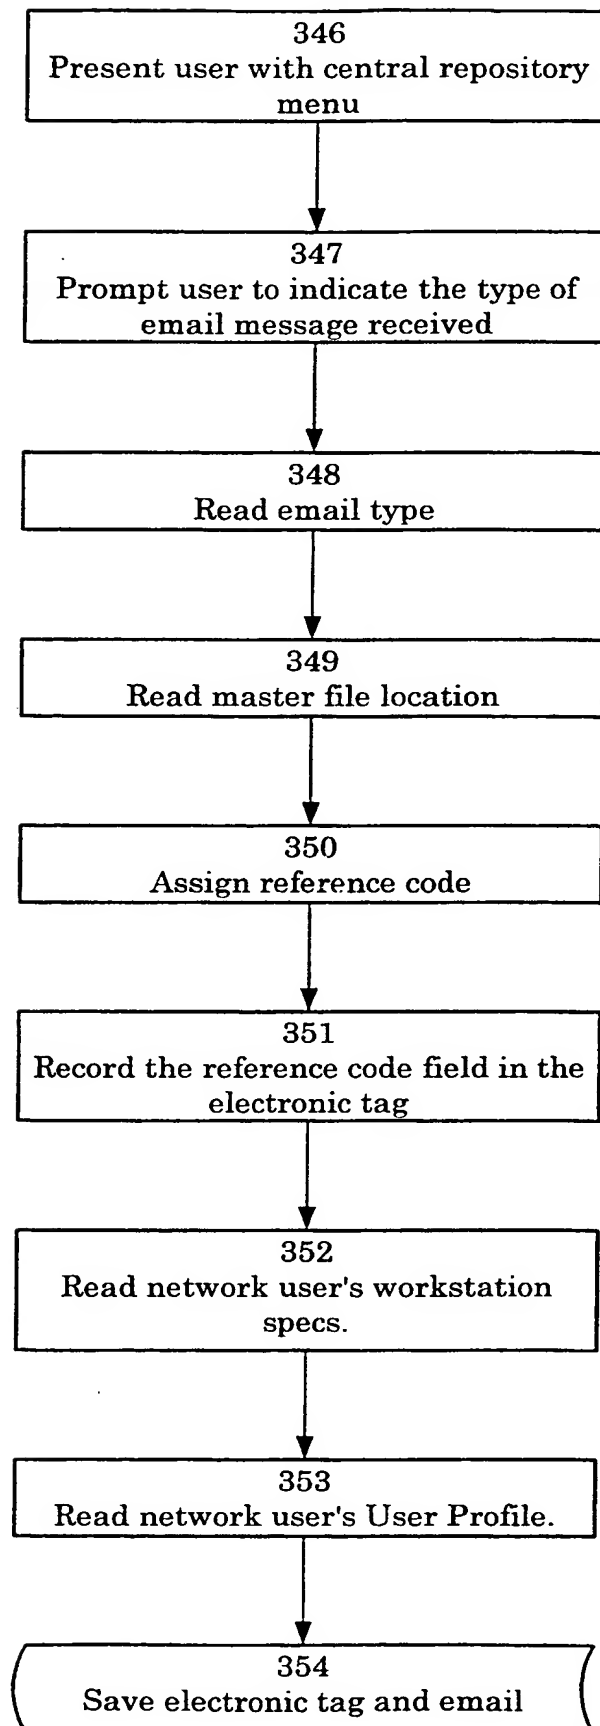 346
Present user with central repository
menu
347
Prompt user to indicate the type of
email message received
348
Read email type
349
Read master file location
350
Assign reference code
351
Record the reference code field in the
electronic tag
352
Read network user's workstation
specs.
353
Read network user's User Profile.
354
Save electronic tag and email